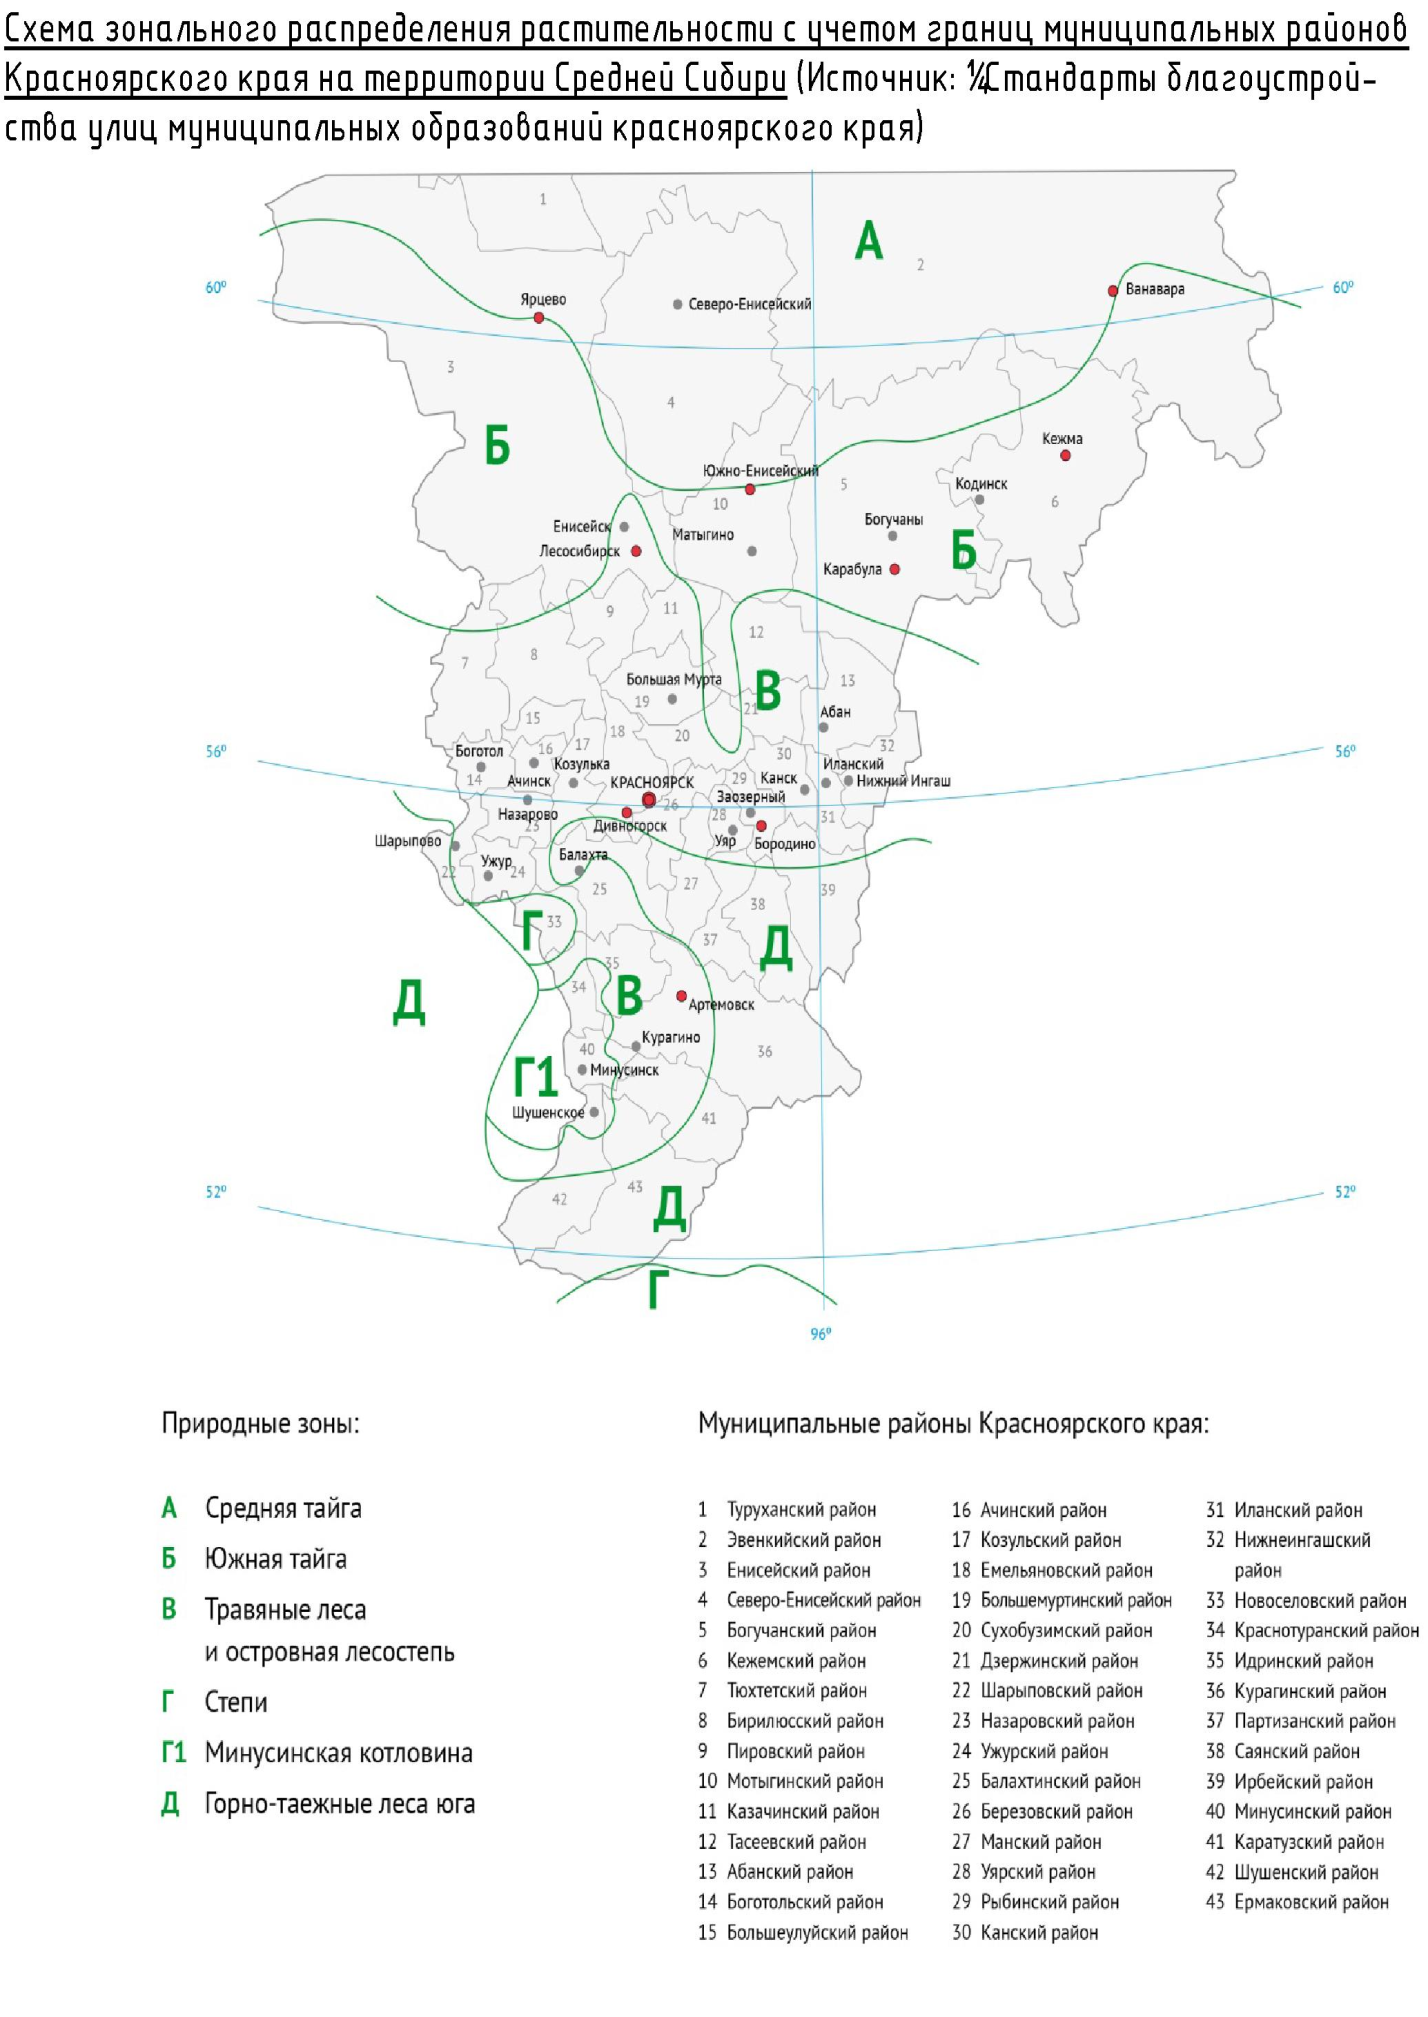 Схема зонального распределения растительности с учетом границ муниципальных районов
Красноярского края на территории Средней Сибири (Источник: ¼Стандарты благоустрой-
ства улиц муниципальных образований красноярского края)
1
А
2
60⁰
Ярцево
Северо-Енисейский
Ванавара
60⁰
3
4
Б
Кежма
Южно-Енисейский
5
Кодинск
6
10
Енисейск
Матыгино
Богучаны
Лесосибирск
Б
Карабула
9
11
12
7
8
Большая Мурта
В
13
19
21
Абан
15
18
20
56⁰
Боготол
16
17
30
32
56⁰
Козулька
Иланский
14
Ачинск
КРАСНОЯРСК
29
Канск
Нижний Ингаш
26
Заозерный
Назарово
28
31
23
Дивногорск
Шарыпово
Уяр
Бородино
Ужур
Балахта
22
24
25
27
39
38
Г
33
37
Д
35
34
В
Д
Артемовск
Курагино
40
36
Г1
Минусинск
Шушенское
41
52⁰
43
42
Д
52⁰
Г
96⁰
Природные зоны:
А Средняя тайга
Б Южная тайга
В Травяные леса
и островная лесостепь
Г Степи
Г1 Минусинская котловина
Д Горно-таежные леса юга
Муниципальные районы Красноярского края:
1 Туруханский район
2 Эвенкийский район
3 Енисейский район
4 Северо-Енисейский район
5 Богучанский район
6 Кежемский район
7 Тюхтетский район
8 Бирилюсский район
9 Пировский район
10 Мотыгинский район
11 Казачинский район
12 Тасеевский район
13 Абанский район
14 Боготольский район
15 Большеулуйский район
16 Ачинский район
17 Козульский район
18 Емельяновский район
19 Большемуртинский район
20 Сухобузимский район
21 Дзержинский район
22 Шарыповский район
23 Назаровский район
24 Ужурский район
25 Балахтинский район
26 Березовский район
27 Манский район
28 Уярский район
29 Рыбинский район
30 Канский район
31 Иланский район
32 Нижнеингашский
район
33 Новоселовский район
34 Краснотуранский район
35 Идринский район
36 Курагинский район
37 Партизанский район
38 Саянский район
39 Ирбейский район
40 Минусинский район
41 Каратузский район
42 Шушенский район
43 Ермаковский район